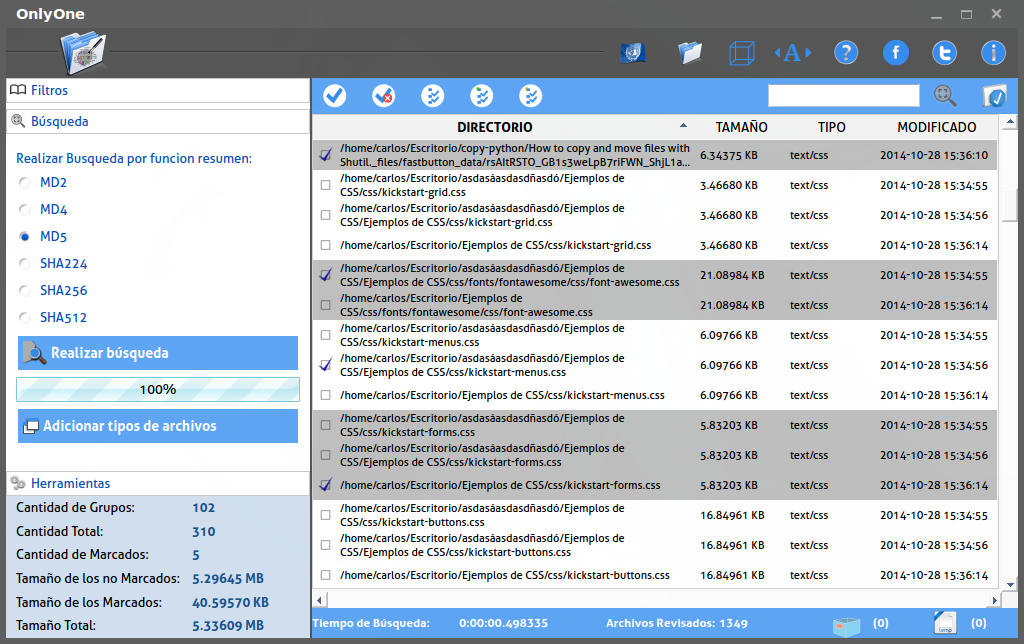 OnlyOne
A
Filtros
Búsqueda
Realizar Busqueda por funcion resumen:
MD2
MD4
MD5
SHA224
SHA256
SHA512
Realizar búsqueda
100%
Adicionar tipos de archivos
Herramientas
Cantidad de Grupos: 102
Cantidad Total: 310
Cantidad de Marcados: 5
Tamaño de los no Marcados: 5.29645 MB
Tamaño de los Marcados: 40.59570 KB
Tamaño Total: 5.33609 MB
DIRECTORIO TAMAÑO TIPO MODIFICADO
/home/carlos/Escritorio/copy-python/How to copy and move files with
Shutil._files/fastbutton_data/rsAItRSTO_GB1s3weLpB7riFWN_ShjL1a... 6.34375 KB text/css 2014-10-28 15:36:10
/home/carlos/Escritorio/asdasáasdasdñasdó/Ejemplos de
CSS/css/kickstart-grid.css 3.46680 KB text/css 2014-10-28 15:34:55
/home/carlos/Escritorio/asdasáasdasdñasdó/Ejemplos de
CSS/Ejemplos de CSS/css/kickstart-grid.css 3.46680 KB text/css 2014-10-28 15:34:56
/home/carlos/Escritorio/Ejemplos de CSS/css/kickstart-grid.css 3.46680 KB text/css 2014-10-28 15:36:14
/home/carlos/Escritorio/asdasáasdasdñasdó/Ejemplos de
CSS/Ejemplos de CSS/css/fonts/fontawesome/css/font-awesome.css 21.08984 KB text/css 2014-10-28 15:34:55
/home/carlos/Escritorio/Ejemplos de
CSS/css/fonts/fontawesome/css/font-awesome.css 21.08984 KB text/css 2014-10-28 15:36:14
/home/carlos/Escritorio/asdasáasdasdñasdó/Ejemplos de
CSS/css/kickstart-menus.css 6.09766 KB text/css 2014-10-28 15:34:55
/home/carlos/Escritorio/asdasáasdasdñasdó/Ejemplos de
CSS/Ejemplos de CSS/css/kickstart-menus.css 6.09766 KB text/css 2014-10-28 15:34:56
/home/carlos/Escritorio/Ejemplos de CSS/css/kickstart-menus.css 6.09766 KB text/css 2014-10-28 15:36:14
/home/carlos/Escritorio/asdasáasdasdñasdó/Ejemplos de
CSS/css/kickstart-forms.css 5.83203 KB text/css 2014-10-28 15:34:55
/home/carlos/Escritorio/asdasáasdasdñasdó/Ejemplos de
CSS/Ejemplos de CSS/css/kickstart-forms.css 5.83203 KB text/css 2014-10-28 15:34:56
/home/carlos/Escritorio/Ejemplos de CSS/css/kickstart-forms.css 5.83203 KB text/css 2014-10-28 15:36:14
/home/carlos/Escritorio/asdasáasdasdñasdó/Ejemplos de
CSS/css/kickstart-buttons.css 16.84961 KB text/css 2014-10-28 15:34:55
/home/carlos/Escritorio/asdasáasdasdñasdó/Ejemplos de
CSS/Ejemplos de CSS/css/kickstart-buttons.css 16.84961 KB text/css 2014-10-28 15:34:56
/home/carlos/Escritorio/Ejemplos de CSS/css/kickstart-buttons.css 16.84961 KB text/css 2014-10-28 15:36:14
Tiempo de Búsqueda: 0:00:00.498335 Archivos Revisados: 1349 (0) temp (0)